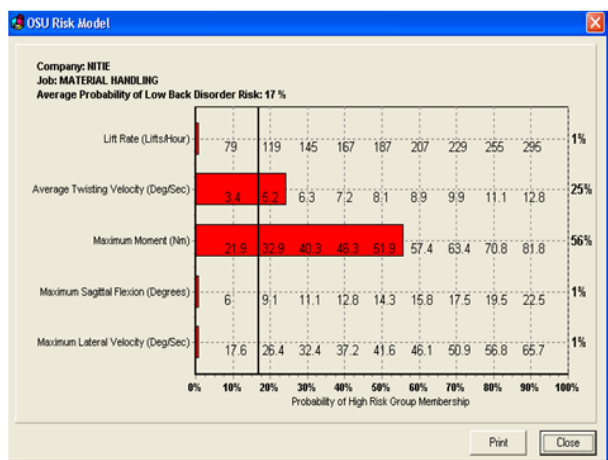 OSU Risk Model
Company: NITIE
Job: MATERIAL HANDLING
Average Probability of Low Back Disorder Risk: 17 %
Lift Rate (Lifts/Hour) 79 119 145 167 187 207 229 255 295 1%
Average Twisting Velocity (Deg/Sec) 3.4 5.2 6.3 7.2 8.1 8.9 9.9 11.1 12.8 25%
Maximum Moment (Nm) 21.9 32.9 40.3 46.3 51.9 57.4 63.4 70.8 81.8 56%
Maximum Sagittal Flexion (Degrees) 6 9.1 11.1 12.8 14.3 15.8 17.5 19.5 22.5 1%
Maximum Lateral Velocity (Deg/Sec) 17.6 26.4 32.4 37.2 41.6 46.1 50.9 56.8 65.7 1%
0% 10% 20% 30% 40% 50% 60% 70% 80% 90% 100%
Probability of High Risk Group Membership
Print Close